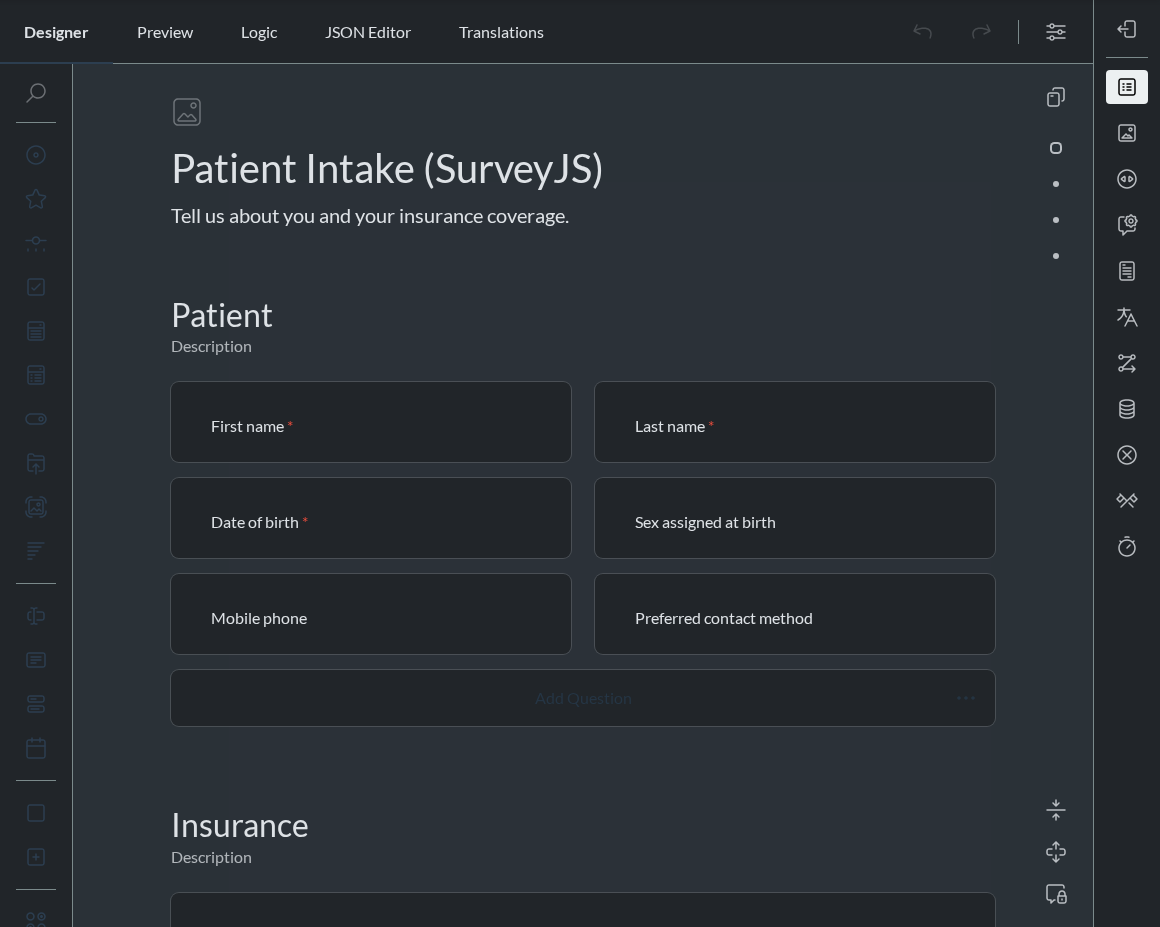 Designer
Preview
Logic
JSON Editor
Translations
Patient Intake (SurveyJS)
Tell us about you and your insurance coverage.
Patient
Description
First name *
Last name *
Date of birth *
Sex assigned at birth
Mobile phone
Preferred contact method
Add Question
Insurance
Description